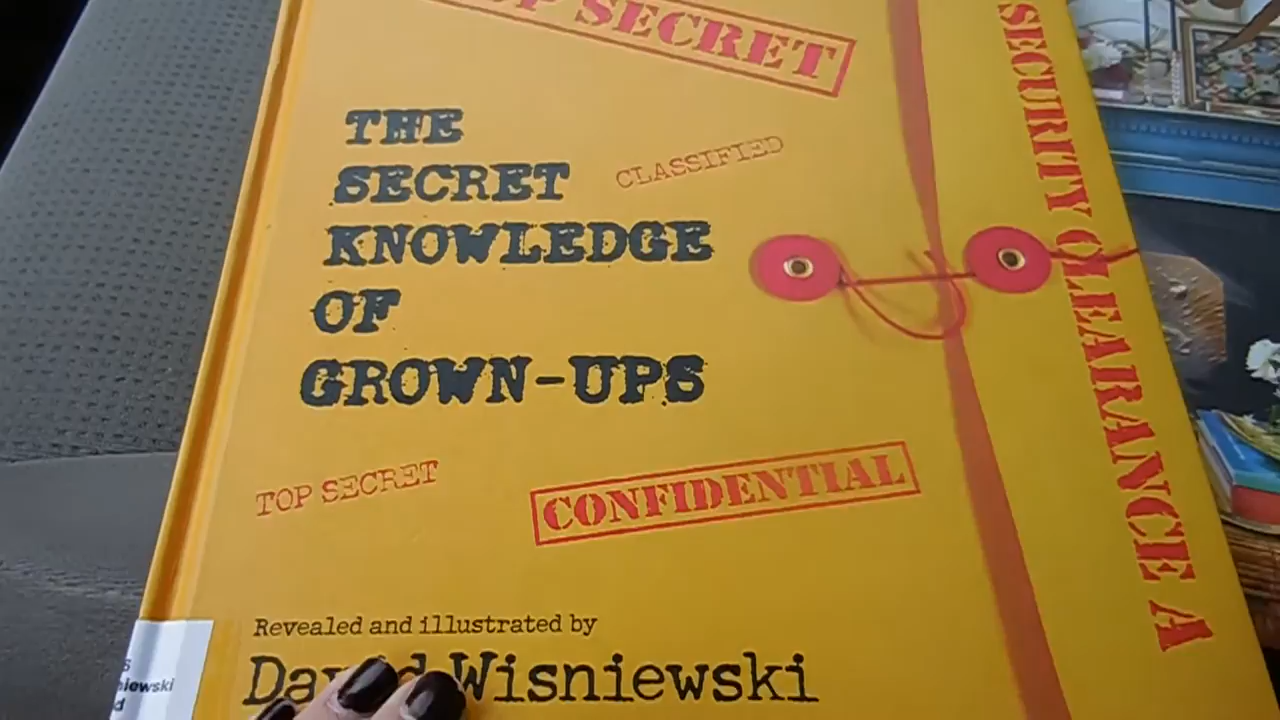 TOP SECRET
THE
SECRET
CLASSIFIED
KNOWLEDGE
OF
GROWN-UPS
TOP SECRET
CONFIDENTIAL
Revealed and illustrated by
David Wisniewski
SECURITY CLEARANCE A